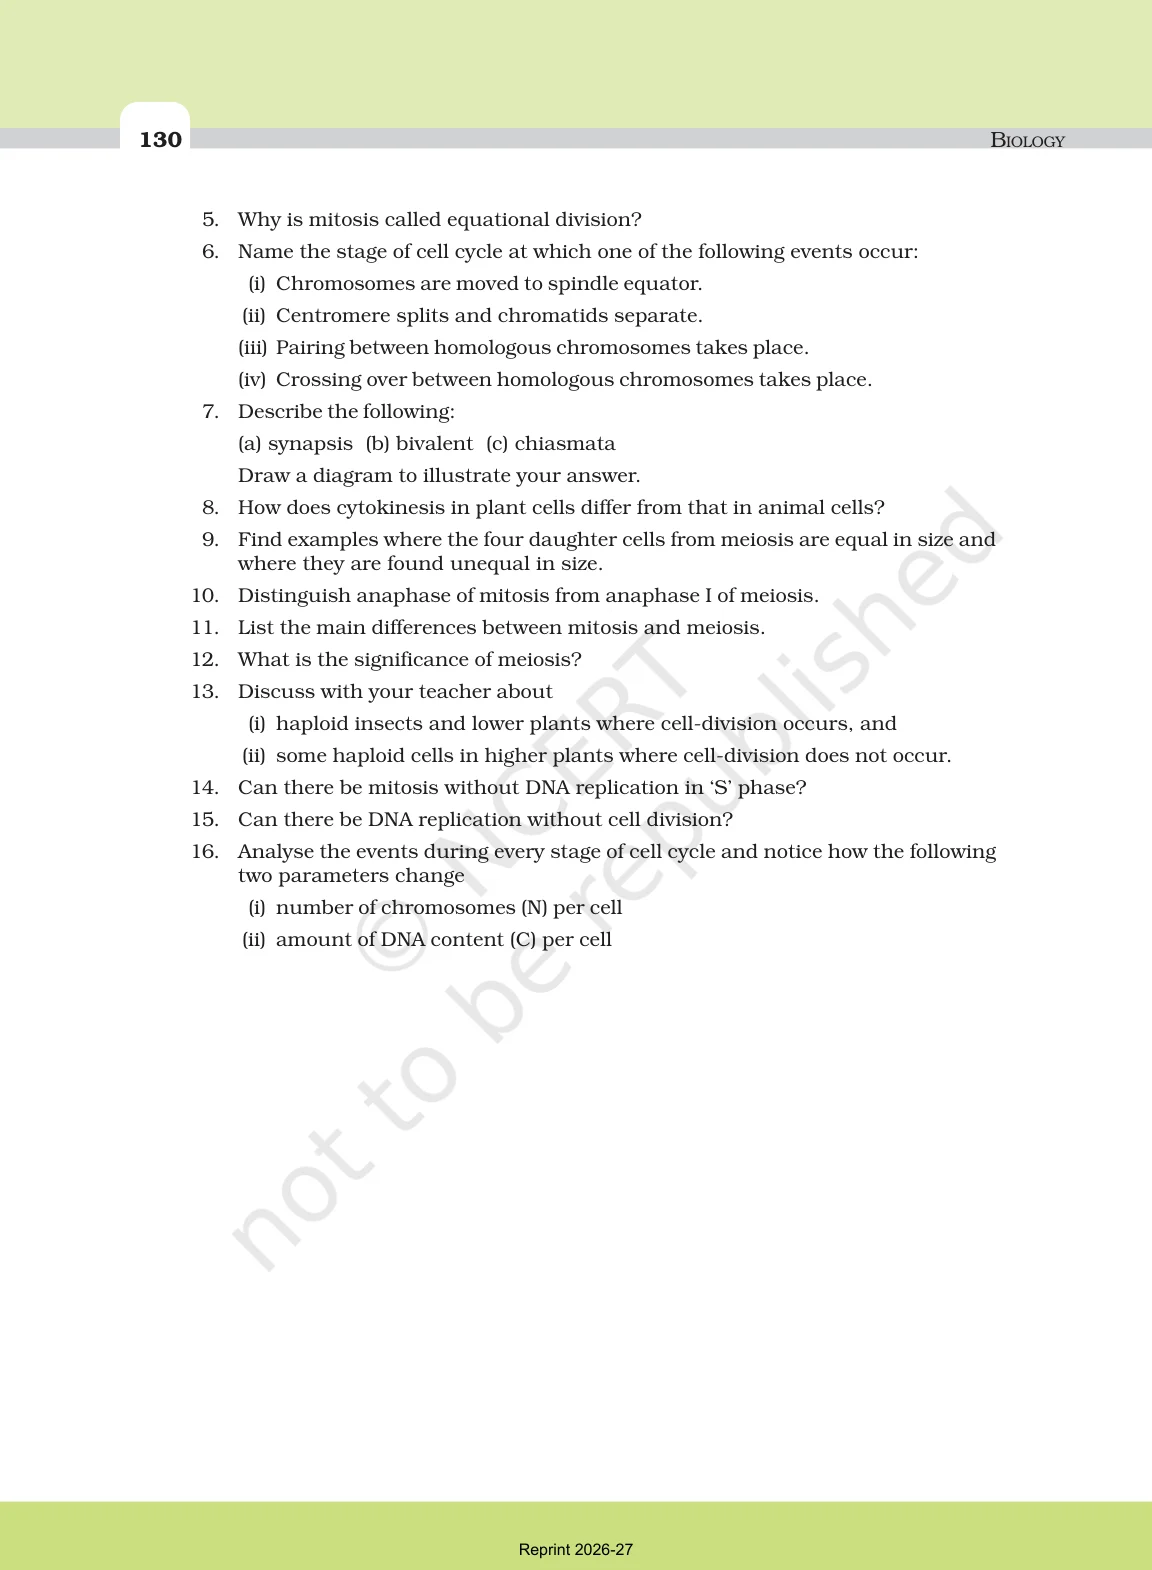 130
BIOLOGY
5. Why is mitosis called equational division?
6. Name the stage of cell cycle at which one of the following events occur:
(i) Chromosomes are moved to spindle equator.
(ii) Centromere splits and chromatids separate.
(iii) Pairing between homologous chromosomes takes place.
(iv) Crossing over between homologous chromosomes takes place.
7. Describe the following:
(a) synapsis (b) bivalent (c) chiasmata
Draw a diagram to illustrate your answer.
8. How does cytokinesis in plant cells differ from that in animal cells?
9. Find examples where the four daughter cells from meiosis are equal in size and
where they are found unequal in size.
10. Distinguish anaphase of mitosis from anaphase I of meiosis.
11. List the main differences between mitosis and meiosis.
12. What is the significance of meiosis?
13. Discuss with your teacher about
(i) haploid insects and lower plants where cell-division occurs, and
(ii) some haploid cells in higher plants where cell-division does not occur.
14. Can there be mitosis without DNA replication in ‘S’ phase?
15. Can there be DNA replication without cell division?
16. Analyse the events during every stage of cell cycle and notice how the following
two parameters change
(i) number of chromosomes (N) per cell
(ii) amount of DNA content (C) per cell
© NCERT
not to be republished
Reprint 2026-27